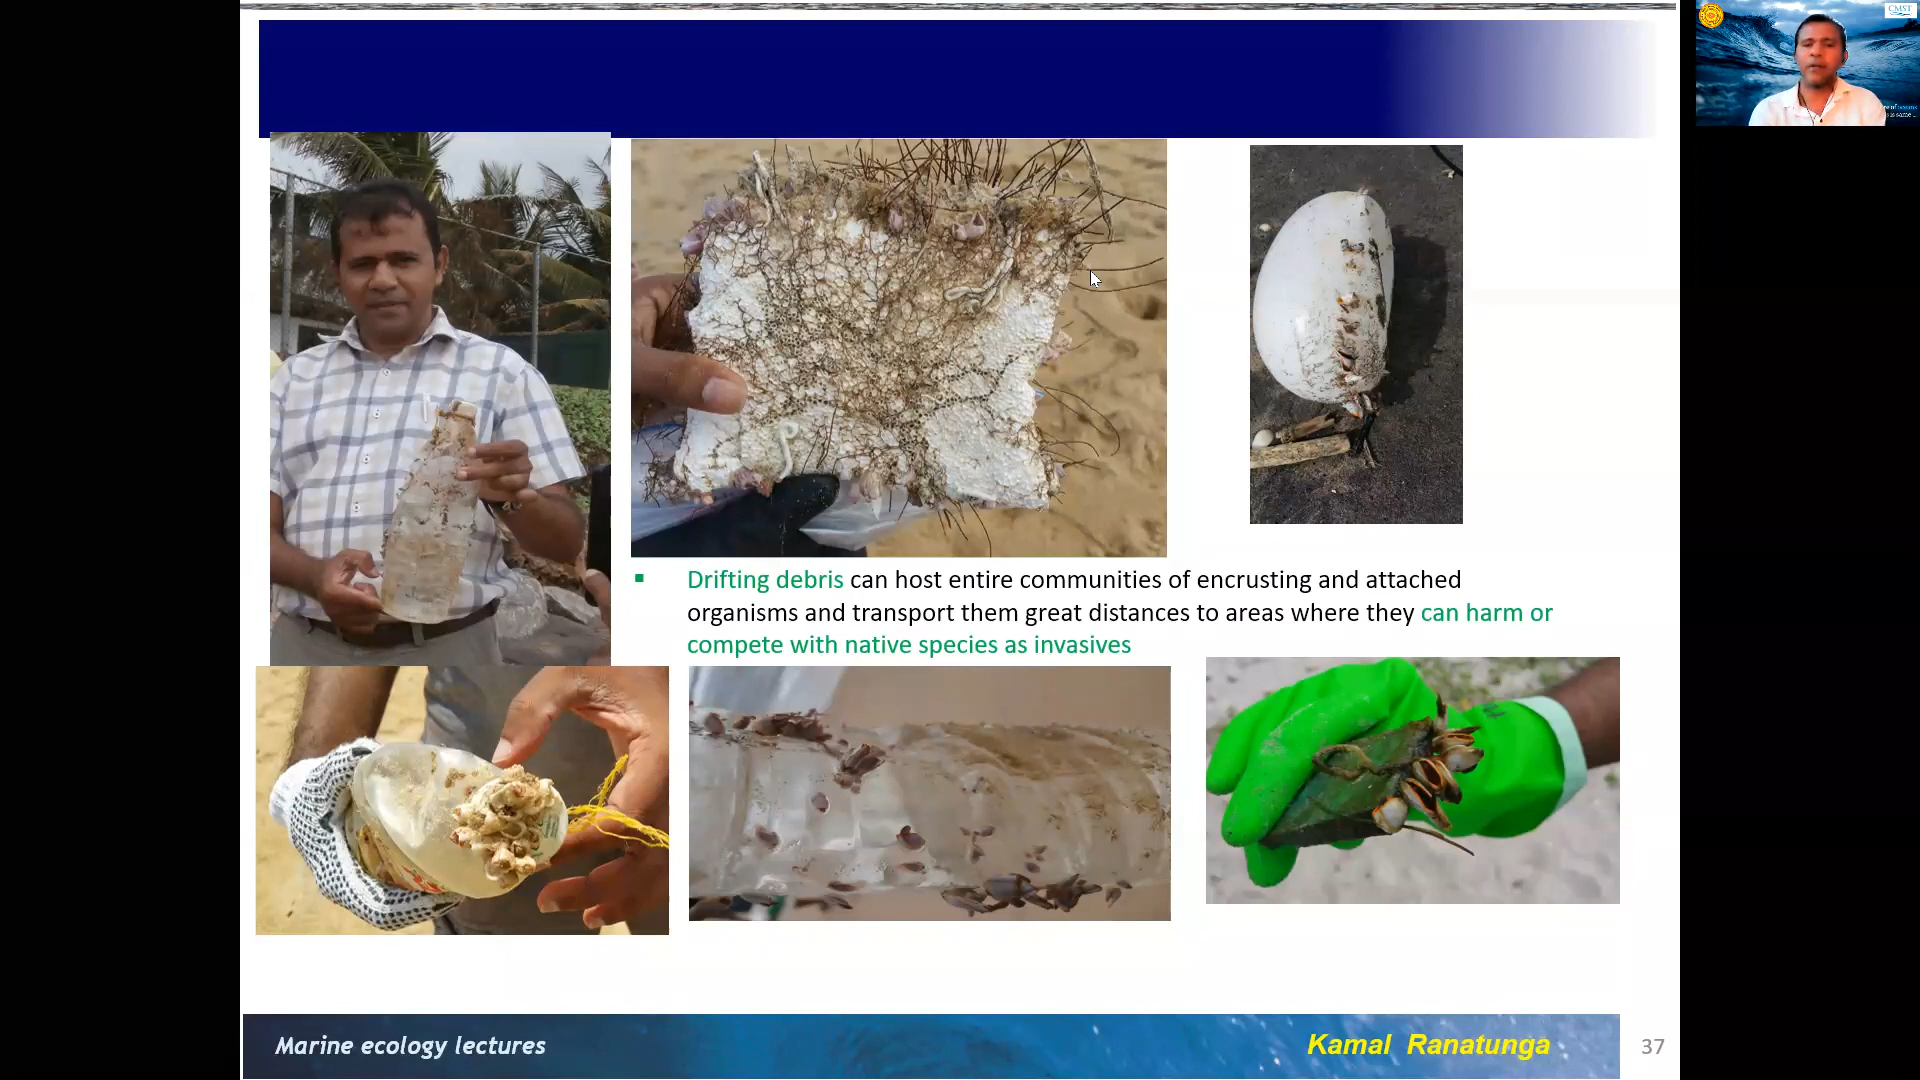 CMST
Drifting debris can host entire communities of encrusting and attached
organisms and transport them great distances to areas where they can harm or
compete with native species as invasives
Marine ecology lectures
Kamal Ranatunga
37